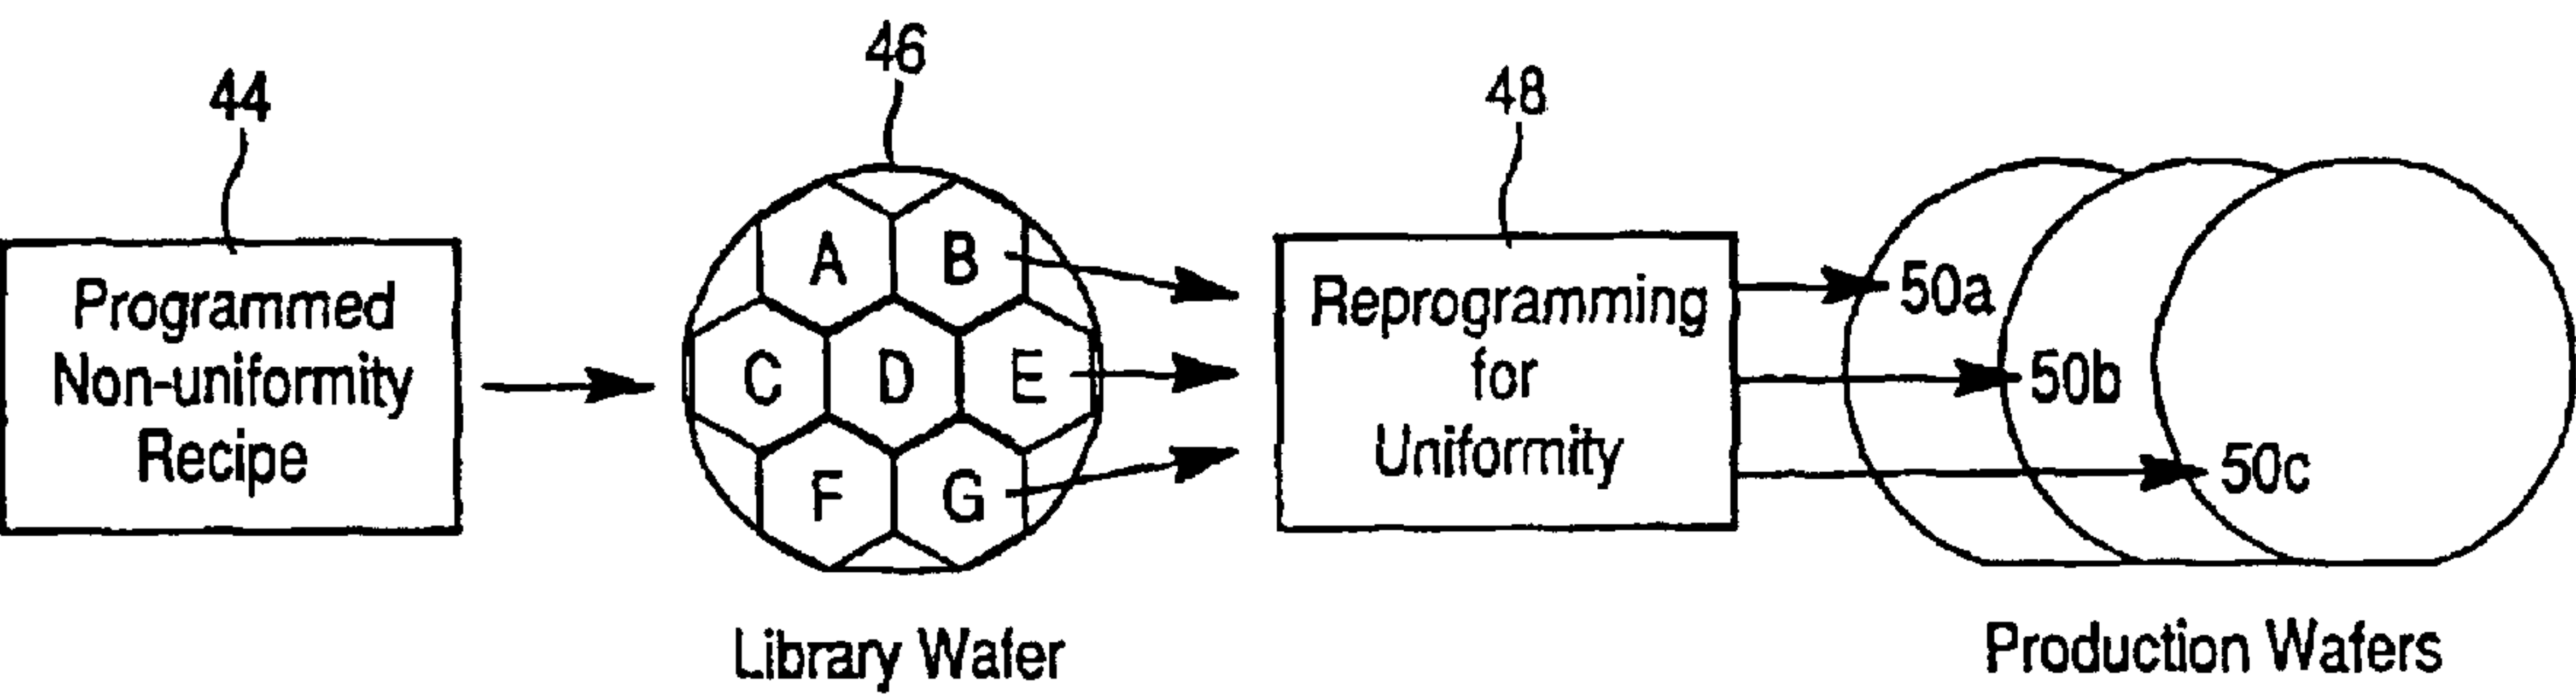 44
46
48
Programmed
Non-uniformity
Recipe
A B
C D E
F G
Reprogramming
for
Uniformity
50a
50b
50c
Library Wafer
Production Wafers